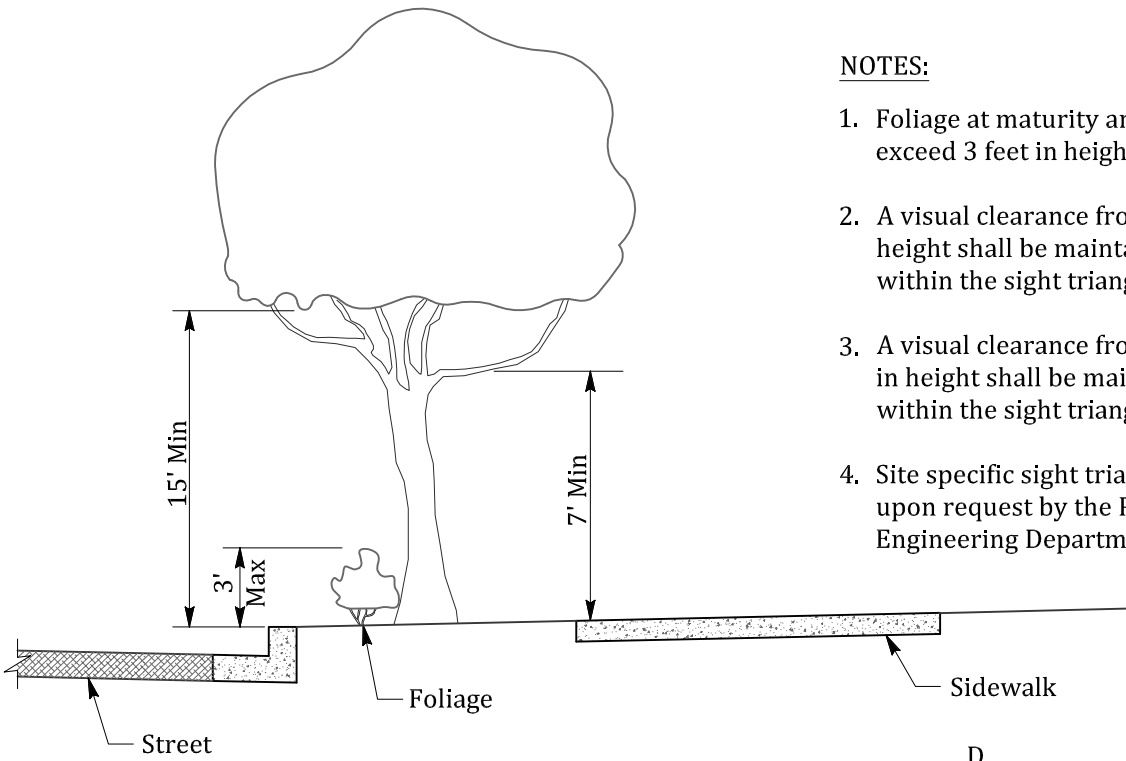 NOTES:
1. Foliage at maturity
exceed 3 feet in
2. A visual clearance
height shall be
within the sight
3. A visual clearance
in height shall be
within the sight
4. Site specific sight
upon request by the
Engineering
15' Min
7' Min
3'
Max
Foliage
Sidewalk
Street
D